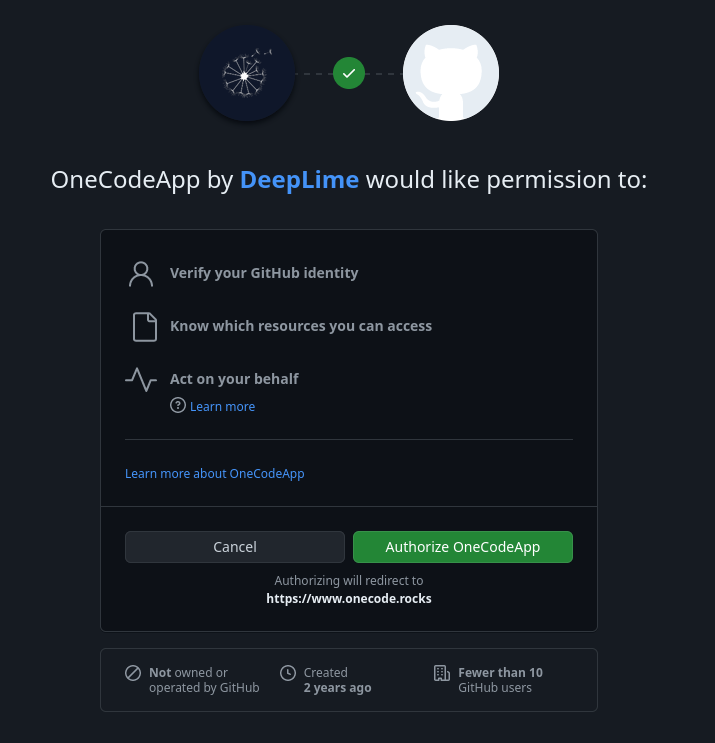 OneCodeApp by DeepLime would like permission to:
Verify your GitHub identity
Know which resources you can access
Act on your behalf
Learn more
Learn more about OneCodeApp
Cancel
Authorize OneCodeApp
Authorizing will redirect to
https://www.onecode.rocks
Not owned or
operated by GitHub
Created
2 years ago
Fewer than 10
GitHub users